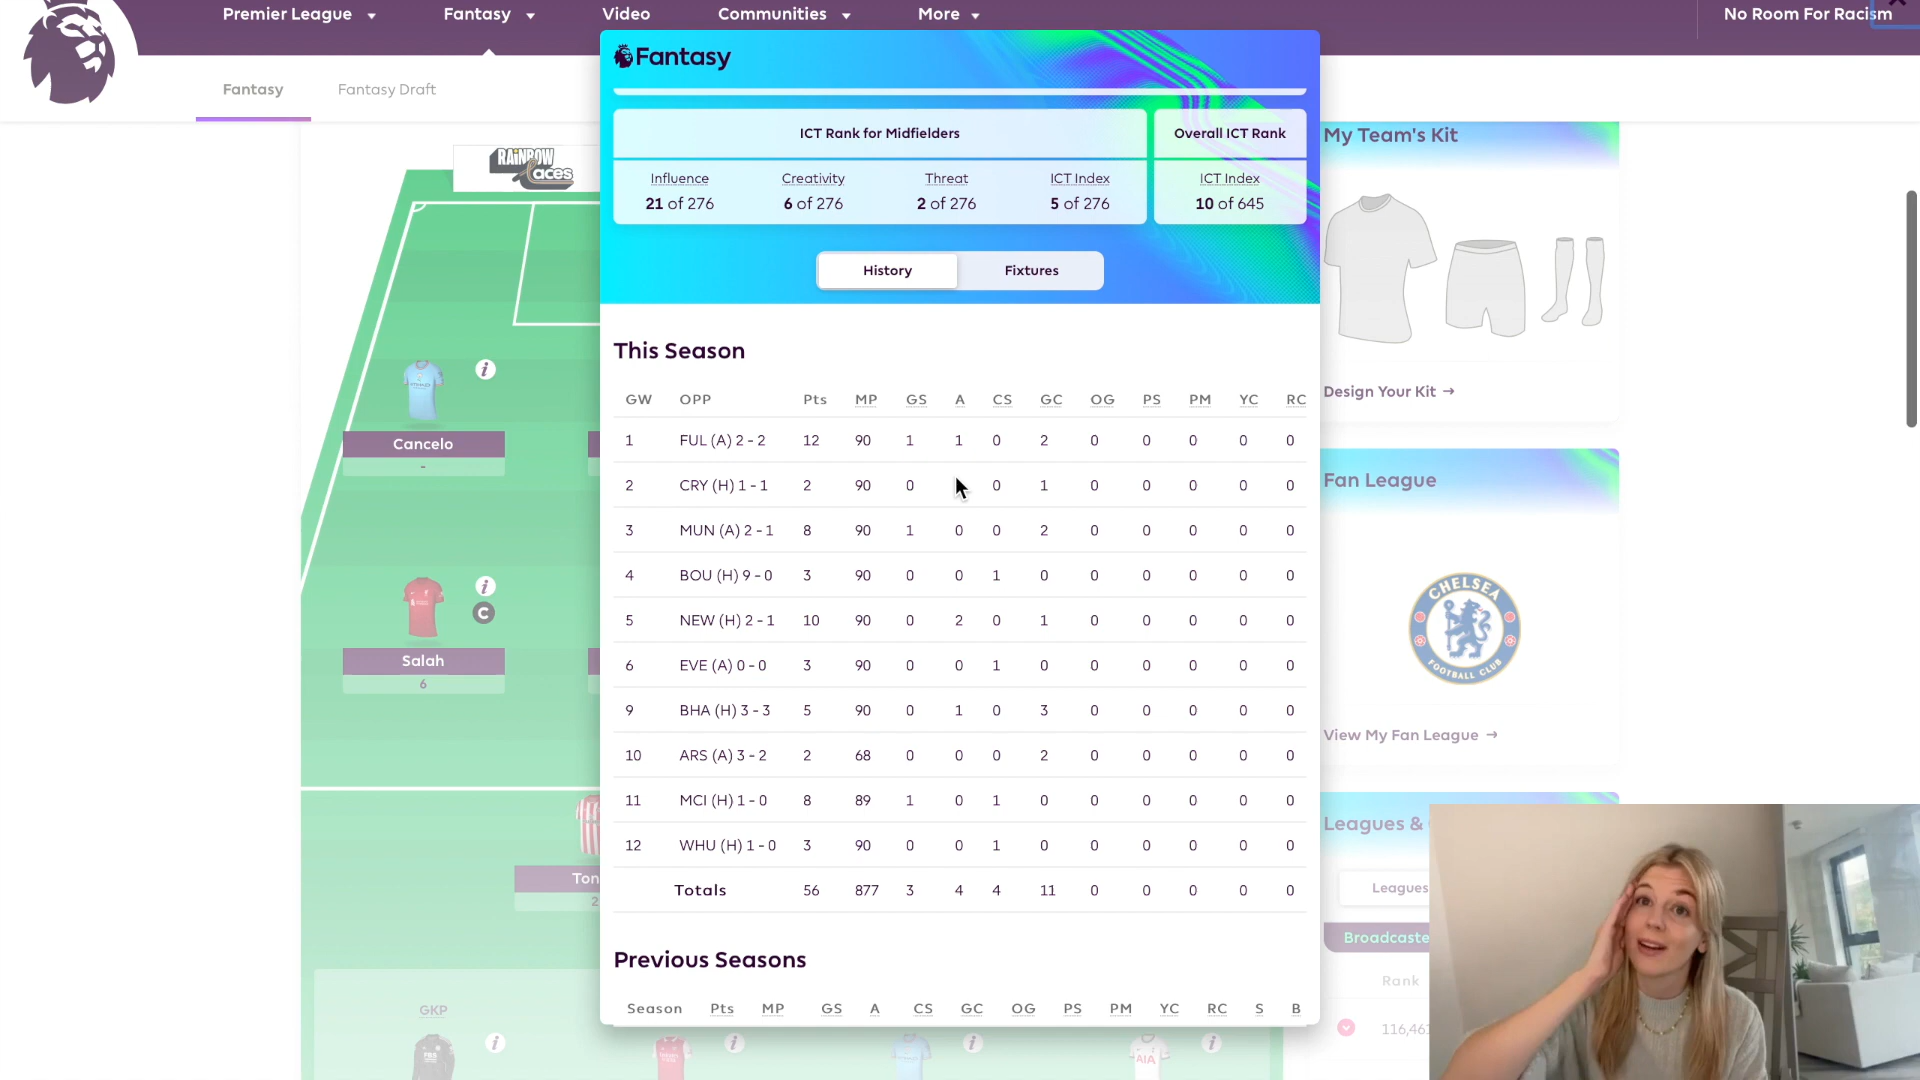 Premier League
Fantasy
Video
Communities
More
No Room For Racism
Fantasy
Fantasy Draft
RAINBOW
Laces
Cancelo
-
C
Salah
6
Ton
2
GKP
Fantasy
ICT Rank for Midfielders
Overall ICT Rank
Influence Creativity Threat ICT Index ICT Index
21 of 276 6 of 276 2 of 276 5 of 276 10 of 645
History Fixtures
This Season
GW OPP Pts MP GS A CS GC OG PS PM YC RC
1 FUL (A) 2 - 2 12 90 1 1 0 2 0 0 0 0 0
2 CRY (H) 1 - 1 2 90 0 0 1 0 0 0 0 0
3 MUN (A) 2 - 1 8 90 1 0 0 2 0 0 0 0 0
4 BOU (H) 9 - 0 3 90 0 0 1 0 0 0 0 0 0
5 NEW (H) 2 - 1 10 90 0 2 0 1 0 0 0 0 0
6 EVE (A) 0 - 0 3 90 0 0 1 0 0 0 0 0 0
9 BHA (H) 3 - 3 5 90 0 1 0 3 0 0 0 0 0
10 ARS (A) 3 - 2 2 68 0 0 0 2 0 0 0 0 0
11 MCI (H) 1 - 0 8 89 1 0 1 0 0 0 0 0 0
12 WHU (H) 1 - 0 3 90 0 0 1 0 0 0 0 0 0
Totals 56 877 3 4 4 11 0 0 0 0 0
Previous Seasons
Season Pts MP GS A CS GC OG PS PM YC RC S B
My Team's Kit
Design Your Kit →
Fan League
CHELSEA
FOOTBALL CLUB
View My Fan League →
Leagues &
Leagues
Broadcaste
Rank
116,461
AIA